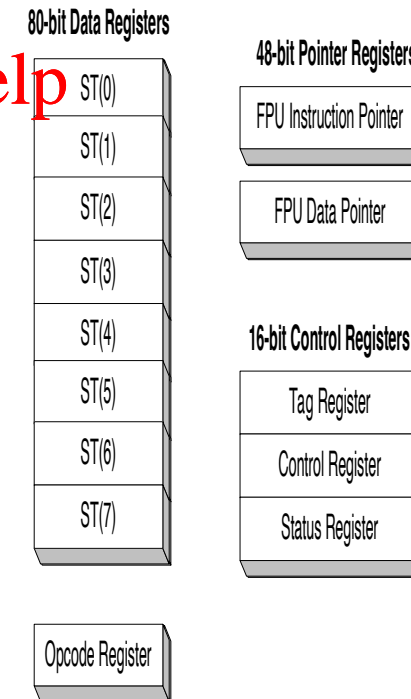 80-bit Data Registers
ST(0)
ST(1)
ST(2)
ST(3)
ST(4)
ST(5)
ST(6)
ST(7)
Opcode Register
48-bit Pointer Registers
FPU Instruction Pointer
FPU Data Pointer
16-bit Control Registers
Tag Register
Control Register
Status Register
elp